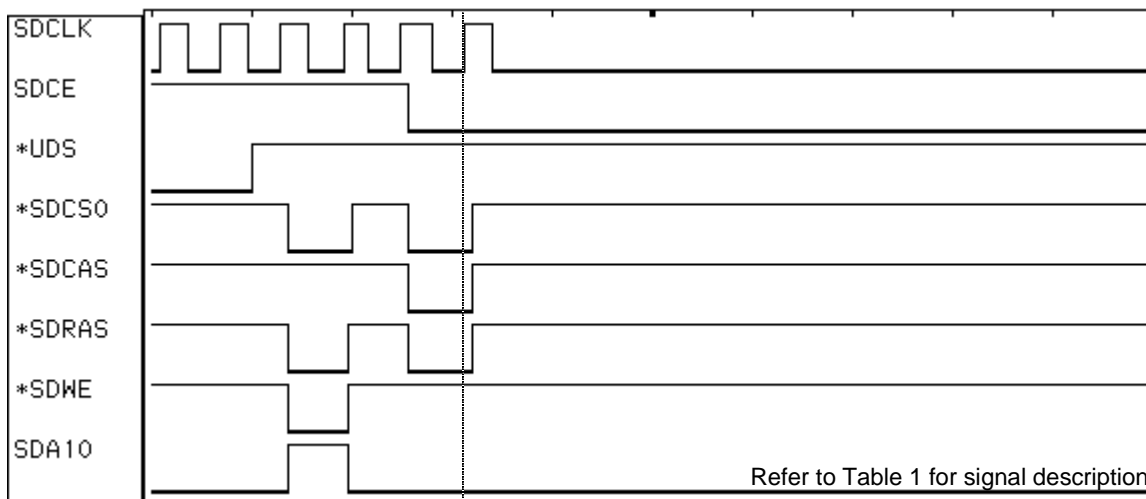 SDCLK
SDCE
*UDS
*SDCS0
*SDCAS
*SDRAS
*SDWE
SDA10
Refer to Table 1 for signal description